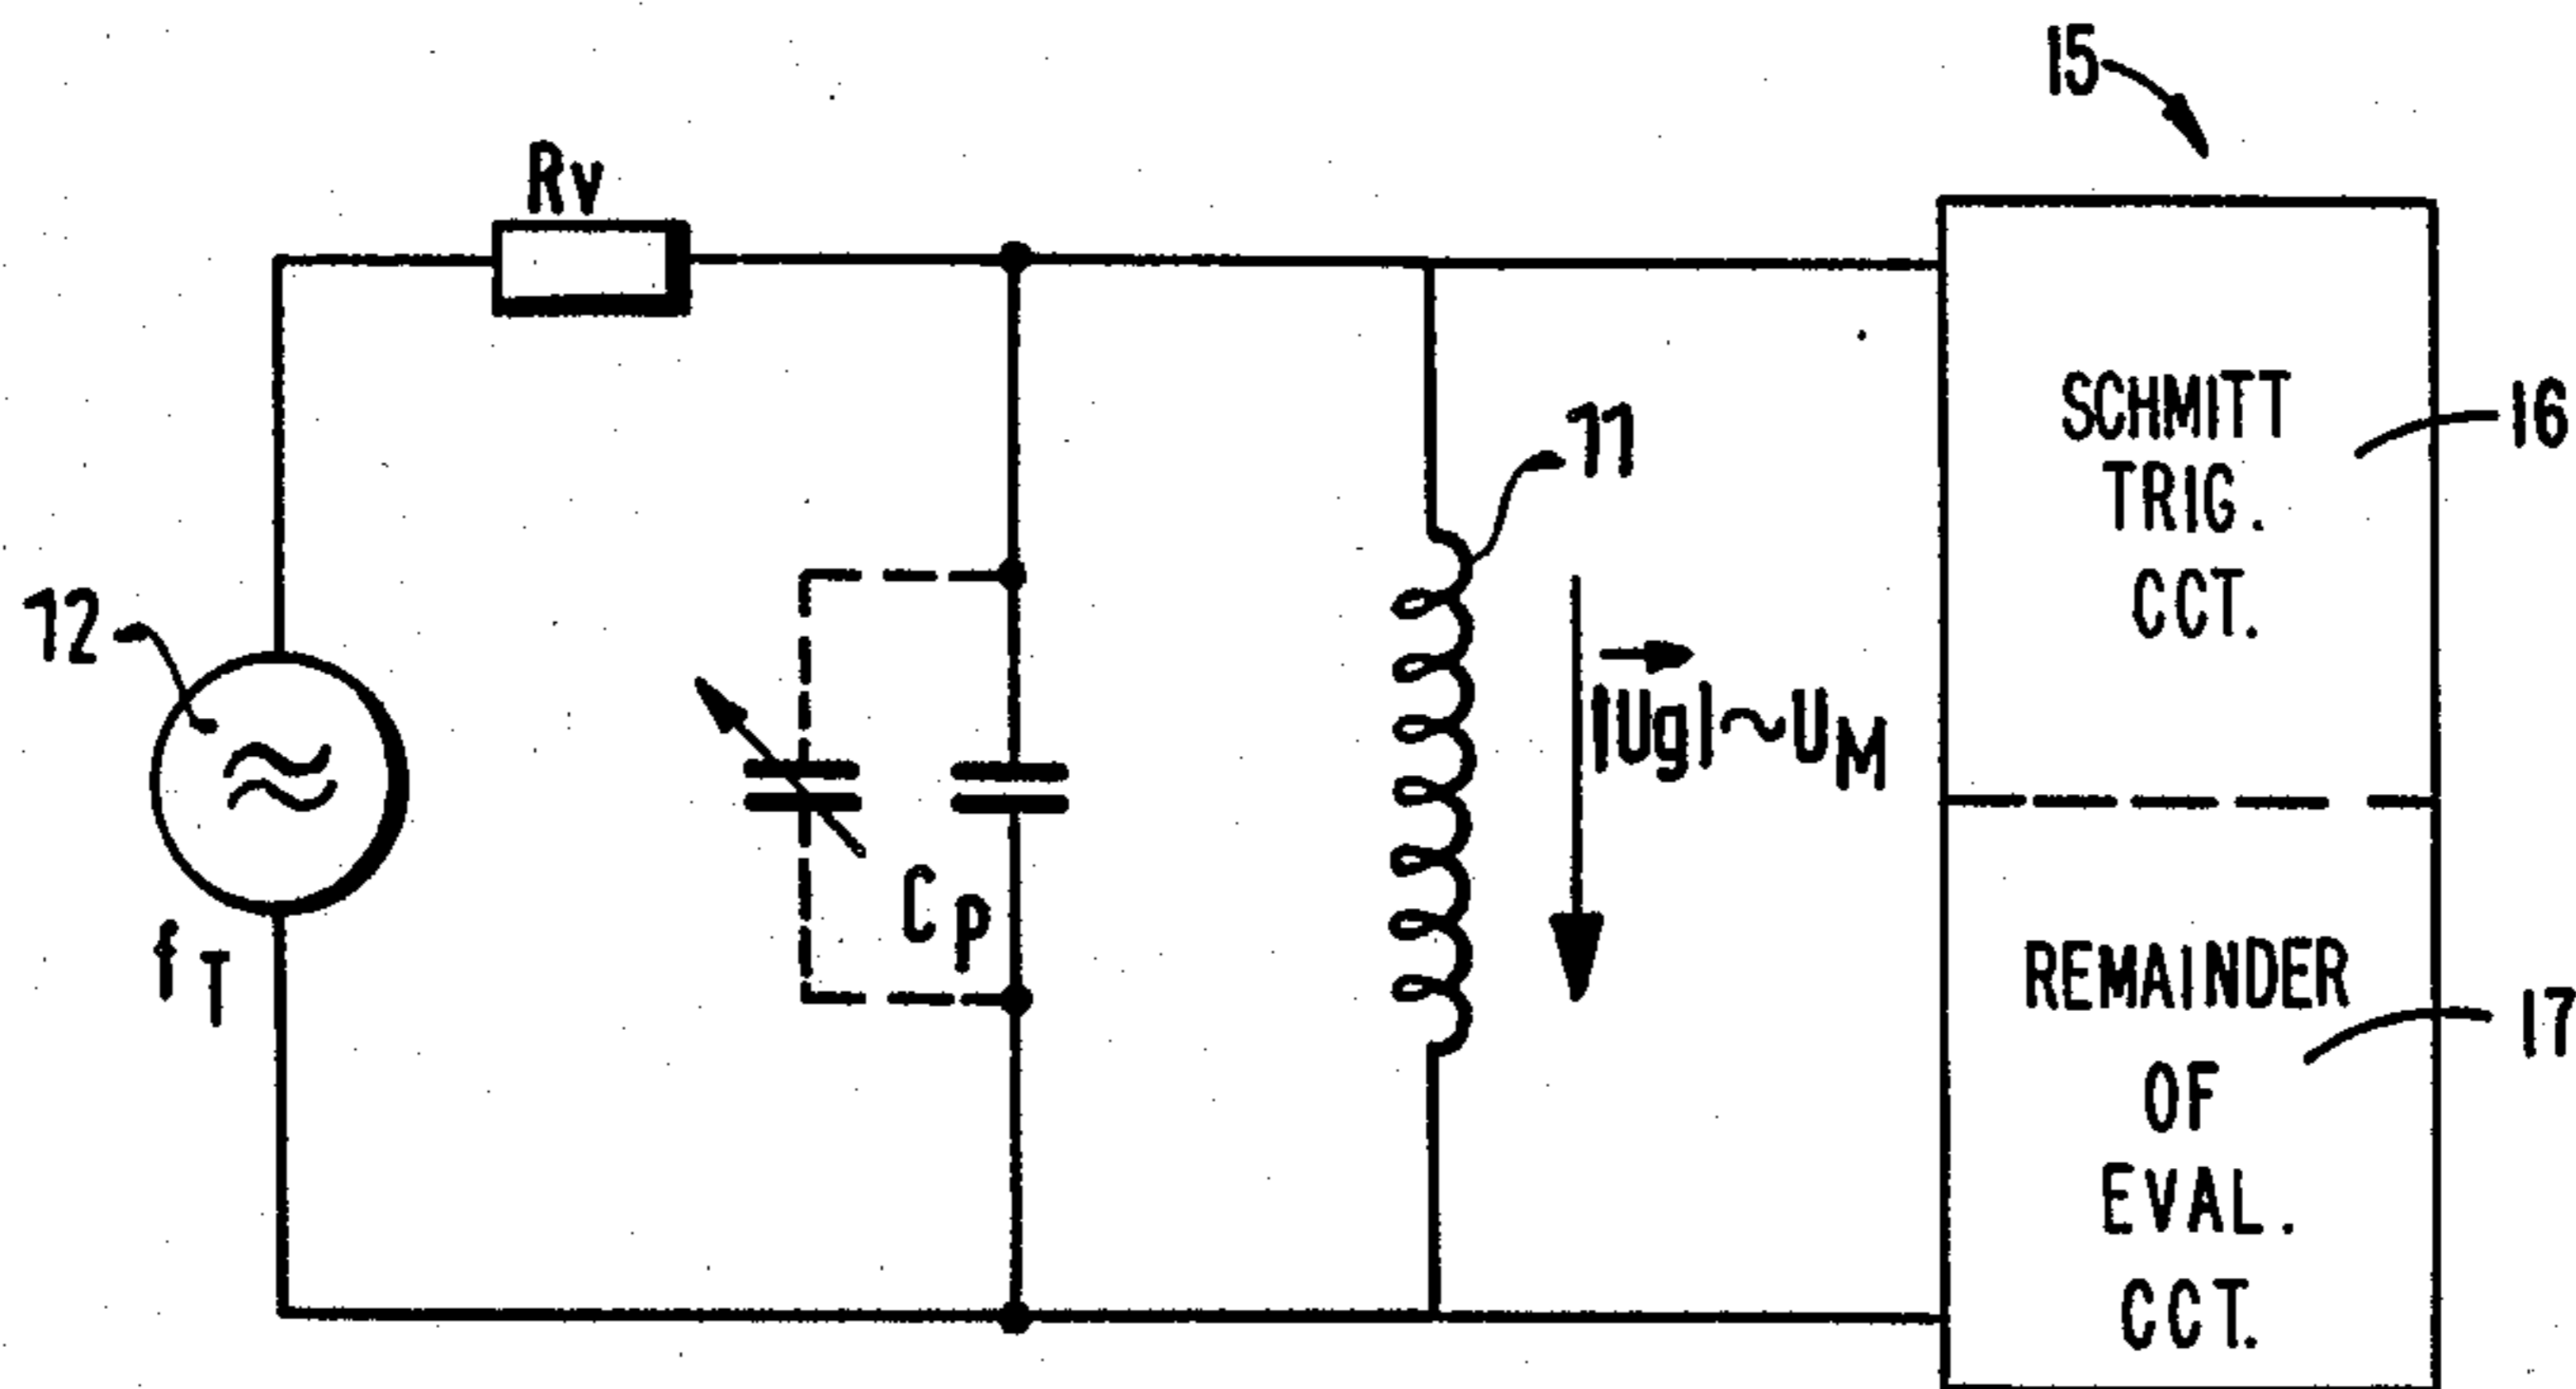 15
Rv
SCHMITT
TRIG.
CCT.
16
11
12
|Ug|~UM
CP
fT
REMAINDER
OF
EVAL.
CCT.
17